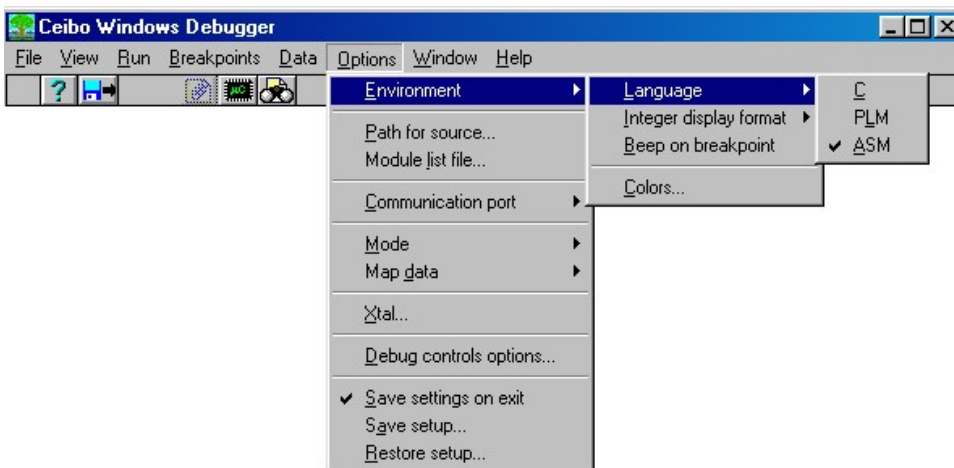 Ceibo Windows Debugger
File View Run Breakpoints Data Options Window Help
? µC
Environment
Path for source...
Module list file...
Communication port
Mode
Map data
Xtal...
Debug controls options...
Save settings on exit
Save setup...
Restore setup...
Language
Integer display format
Beep on breakpoint
Colors...
C
PLM
ASM